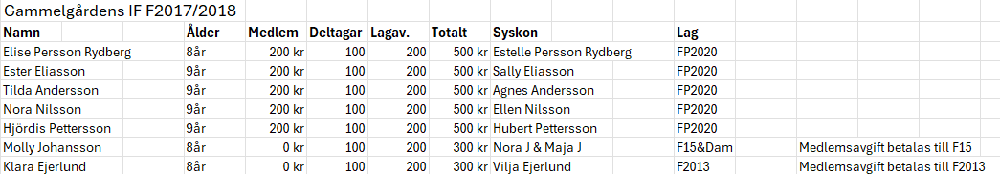 Gammelgårdens IF F2017/2018
Namn Ålder Medlem Deltagar Lagav. Totalt Syskon Lag
Elise Persson Rydberg 8år 200 kr 100 200 500 kr Estelle Persson Rydberg FP2020
Ester Eliasson 9år 200 kr 100 200 500 kr Sally Eliasson FP2020
Tilda Andersson 9år 200 kr 100 200 500 kr Agnes Andersson FP2020
Nora Nilsson 9år 200 kr 100 200 500 kr Ellen Nilsson FP2020
Hjördis Pettersson 9år 200 kr 100 200 500 kr Hubert Pettersson FP2020
Molly Johansson 8år 0 kr 100 200 300 kr Nora J & Maja J F15&Dam Medlemsavgift betalas till F15
Klara Ejerlund 8år 0 kr 100 200 300 kr Vilja Ejerlund F2013 Medlemsavgift betalas till F2013